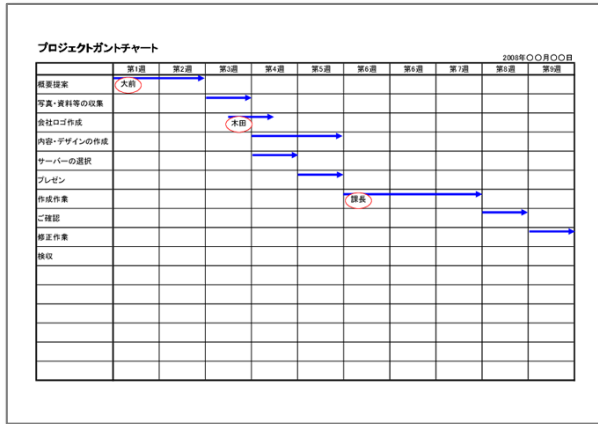 プロジェクトガントチャート
2008年〇〇月〇〇日
第1週 第2週 第3週 第4週 第5週 第6週 第6週 第7週 第8週 第9週
概要提案 大前
写真・資料等の収集
会社ロゴ作成 木田
内容・デザインの作成
サーバーの選択
プレゼン
作成作業 課長
ご確認
修正作業
検収